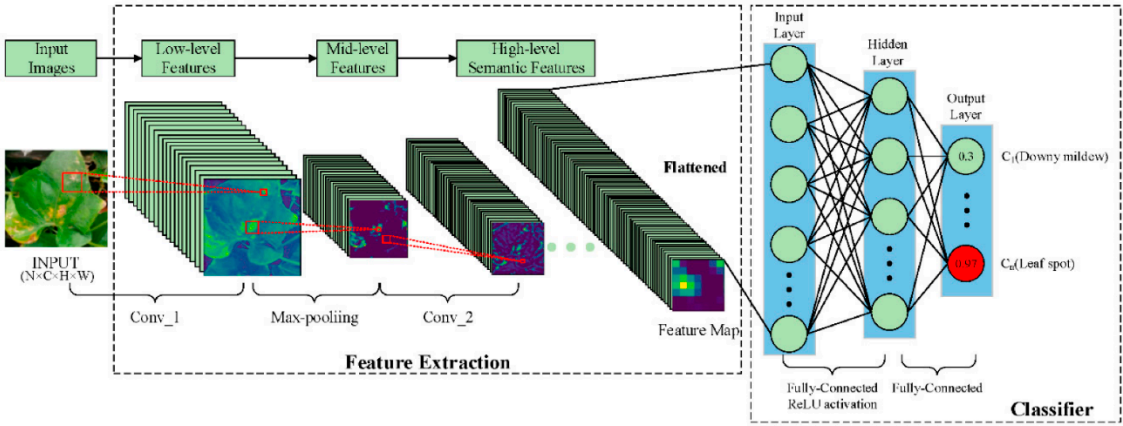 Input
Images
Low-level
Features
Mid-level
Features
High-level
Semantic Features
Input
Layer
Hidden
Layer
Output
Layer
Flattened
0.3
C₁(Downy mildew)
0.97
Cₙ(Leaf spot)
INPUT
(N×C×H×W)
Conv_1
Max-pooliing
Conv_2
Feature Map
Feature Extraction
Fully-Connected
ReLU activation
Fully-Connected
Classifier